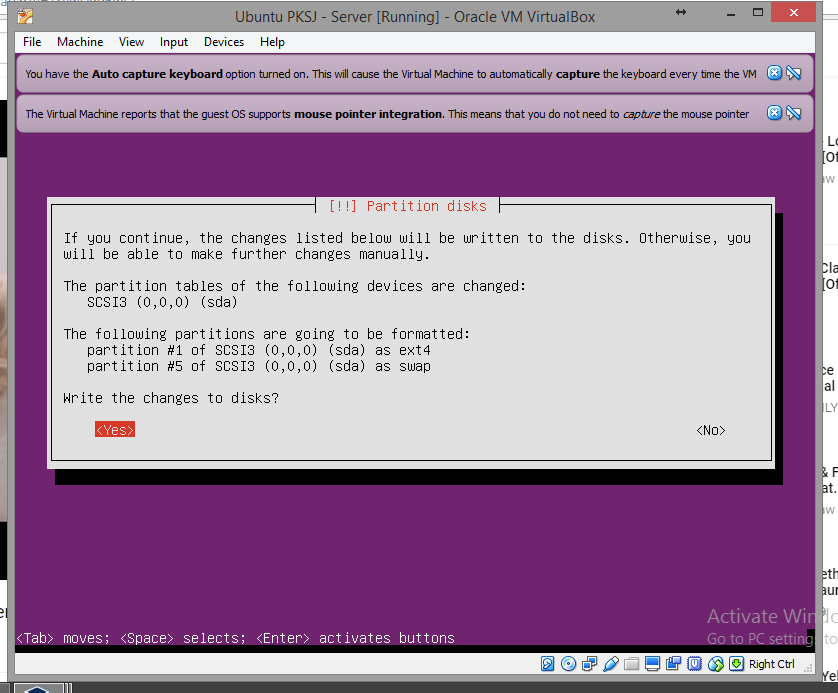 Ubuntu PKSJ - Server [Running] - Oracle VM VirtualBox
File Machine View Input Devices Help
You have the Auto capture keyboard option turned on. This will cause the Virtual Machine to automatically capture the keyboard every time the VM
The Virtual Machine reports that the guest OS supports mouse pointer integration. This means that you do not need to capture the mouse pointer
[!!] Partition disks
If you continue, the changes listed below will be written to the disks. Otherwise, you
will be able to make further changes manually.
The partition tables of the following devices are changed:
SCSI3 (0,0,0) (sda)
The following partitions are going to be formatted:
partition #1 of SCSI3 (0,0,0) (sda) as ext4
partition #5 of SCSI3 (0,0,0) (sda) as swap
Write the changes to disks?
<Yes> <No>
Activate Windo
Go to PC settings to
<Tab> moves; <Space> selects; <Enter> activates buttons
Right Ctrl